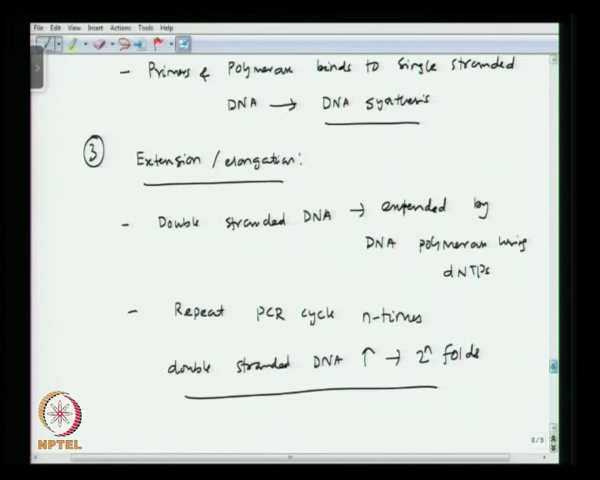 File Edit View Insert Actions Tools Help
- Primers & Polymerase binds to single stranded
DNA → DNA synthesis
③ Extension / elongation:
- Double stranded DNA → extended by
DNA polymerase using
dNTPs
- Repeat PCR cycle n-times
double stranded DNA ↑ → 2ⁿ folds
NPTEL
8/9